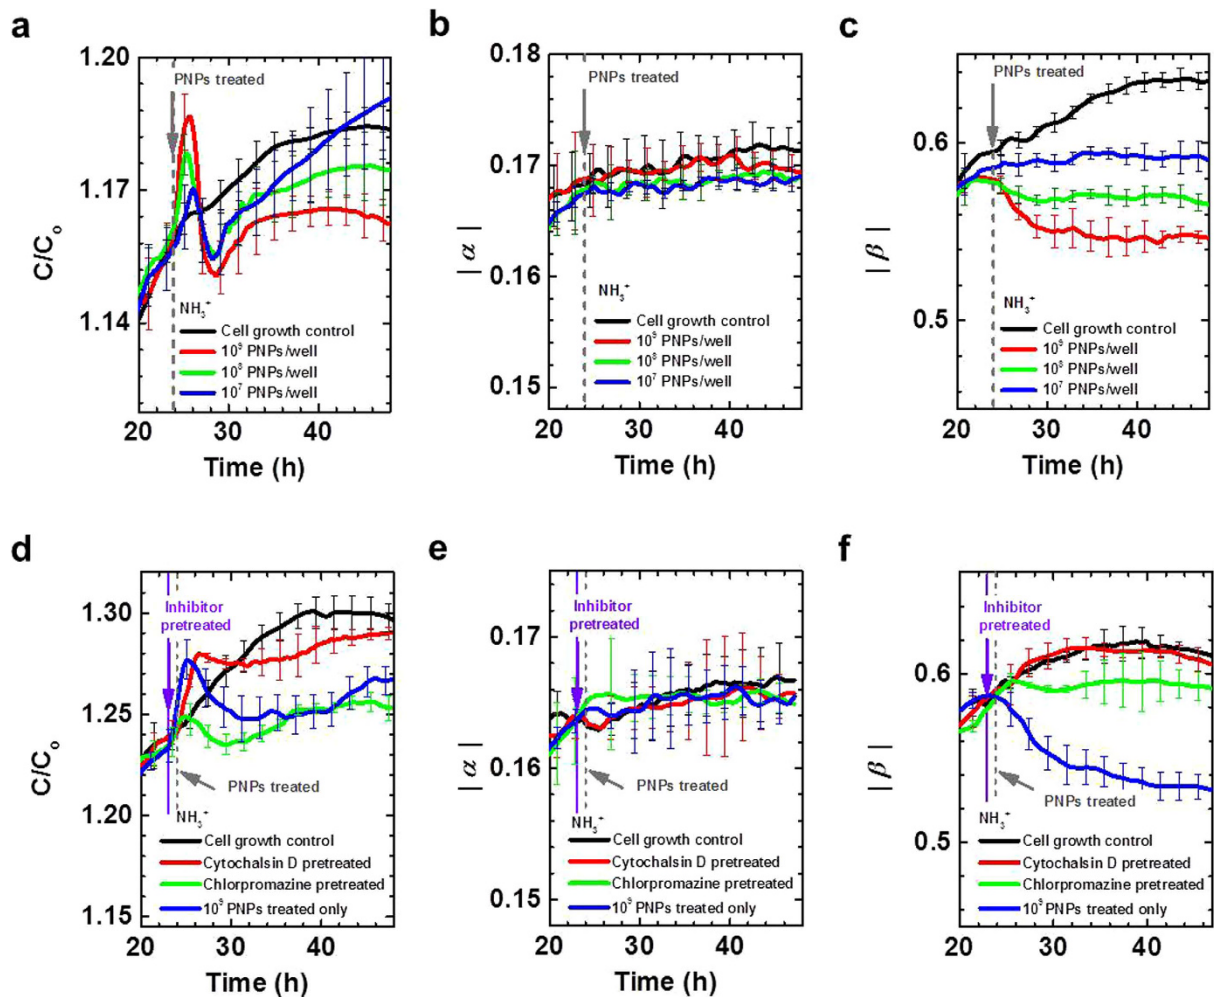 a
b
c
1.20
1.17
1.14
C/Co
PNPs treated
NH3+
Cell growth control
10⁹ PNPs/well
10⁸ PNPs/well
10⁷ PNPs/well
20
30
40
Time (h)
0.18
0.17
0.16
0.15
| α |
PNPs treated
NH3+
Cell growth control
10⁹ PNPs/well
10⁸ PNPs/well
10⁷ PNPs/well
20
30
40
Time (h)
0.6
0.5
| β |
PNPs treated
NH3+
Cell growth control
10⁹ PNPs/well
10⁸ PNPs/well
10⁷ PNPs/well
20
30
40
Time (h)
d
e
f
1.30
1.25
1.20
1.15
C/Co
Inhibitor
pretreated
PNPs treated
NH3+
Cell growth control
Cytochalsin D pretreated
Chlorpromazine pretreated
10⁹ PNPs treated only
20
30
40
Time (h)
0.17
0.16
0.15
| α |
Inhibitor
pretreated
PNPs treated
NH3+
Cell growth control
Cytochalsin D pretreated
Chlorpromazine pretreated
10⁹ PNPs treated only
20
30
40
Time (h)
0.6
0.5
| β |
Inhibitor
pretreated
PNPs treated
NH3+
Cell growth control
Cytochalsin D pretreated
Chlorpromazine pretreated
10⁹ PNPs treated only
20
30
40
Time (h)